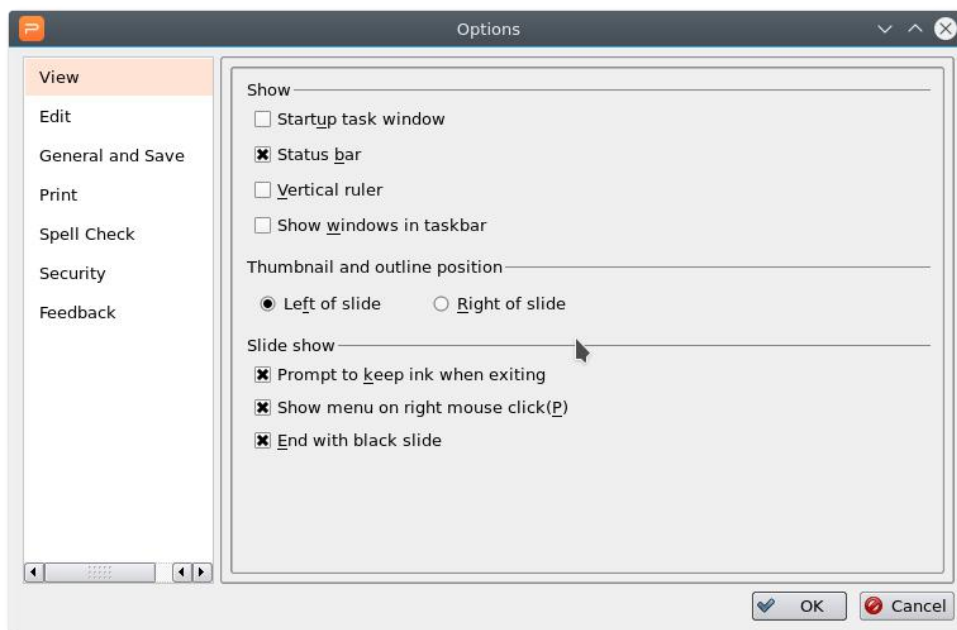 Options
View
Edit
General and Save
Print
Spell Check
Security
Feedback
Show
Startup task window
Status bar
Vertical ruler
Show windows in taskbar
Thumbnail and outline position
Left of slide Right of slide
Slide show
Prompt to keep ink when exiting
Show menu on right mouse click(P)
End with black slide
OK Cancel